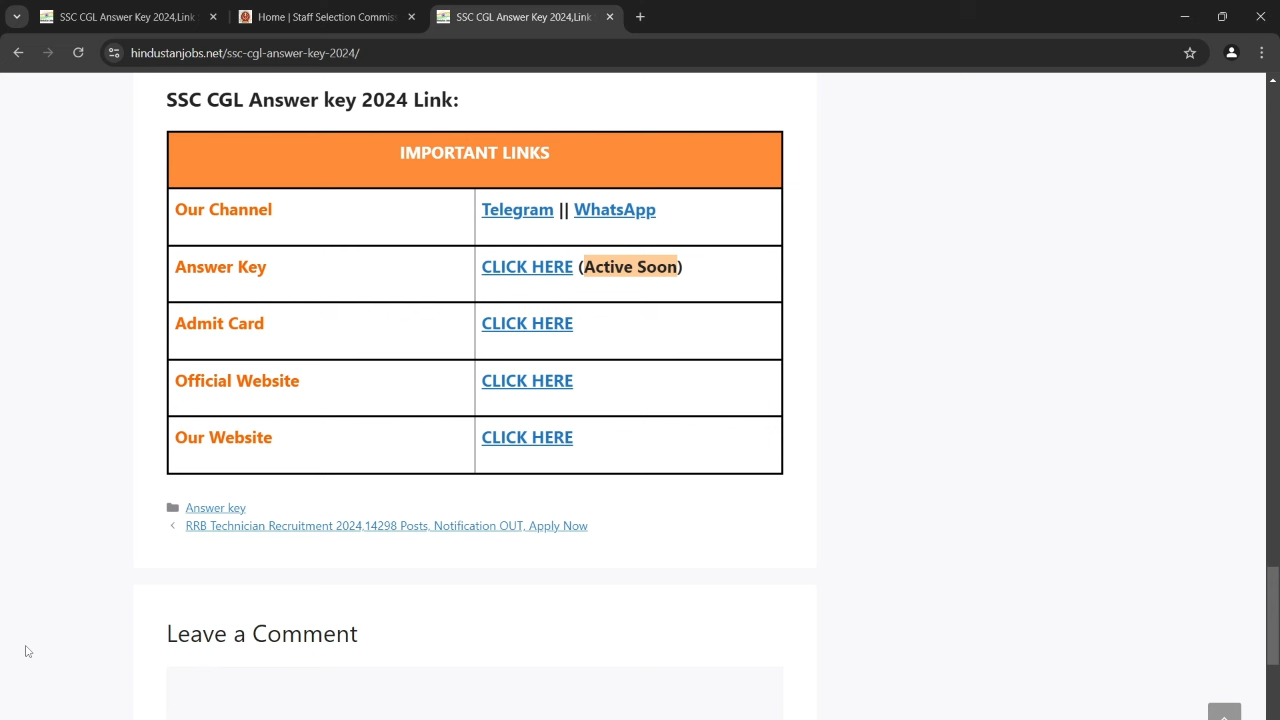 SSC CGL Answer Key 2024,Link
Home | Staff Selection Commis
SSC CGL Answer Key 2024,Link
hindustanjobs.net/ssc-cgl-answer-key-2024/
SSC CGL Answer key 2024 Link:
IMPORTANT LINKS
Our Channel Telegram || WhatsApp
Answer Key CLICK HERE (Active Soon)
Admit Card CLICK HERE
Official Website CLICK HERE
Our Website CLICK HERE
Answer key
RRB Technician Recruitment 2024,14298 Posts, Notification OUT, Apply Now
Leave a Comment